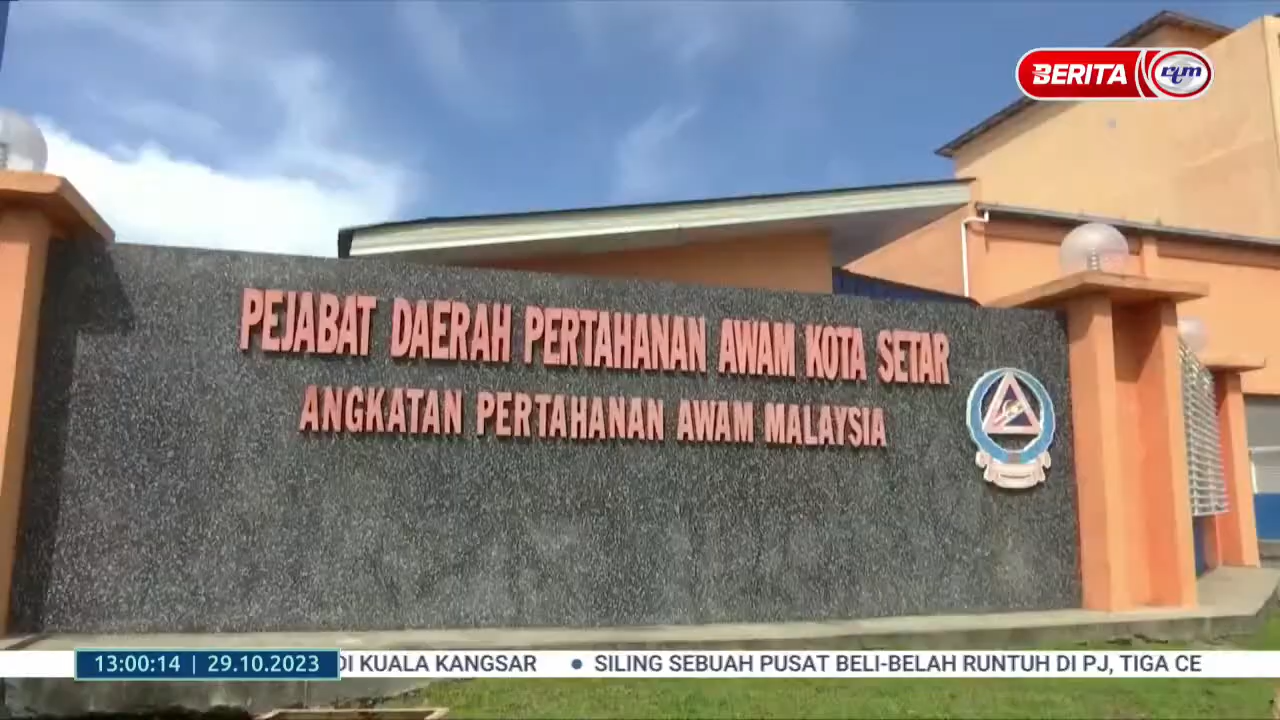 BERITA rtm
PEJABAT DAERAH PERTAHANAN AWAM KOTA SETAR
ANGKATAN PERTAHANAN AWAM MALAYSIA
13:00:14 | 29.10.2023 DI KUALA KANGSAR • SILING SEBUAH PUSAT BELI-BELAH RUNTUH DI PJ, TIGA CE